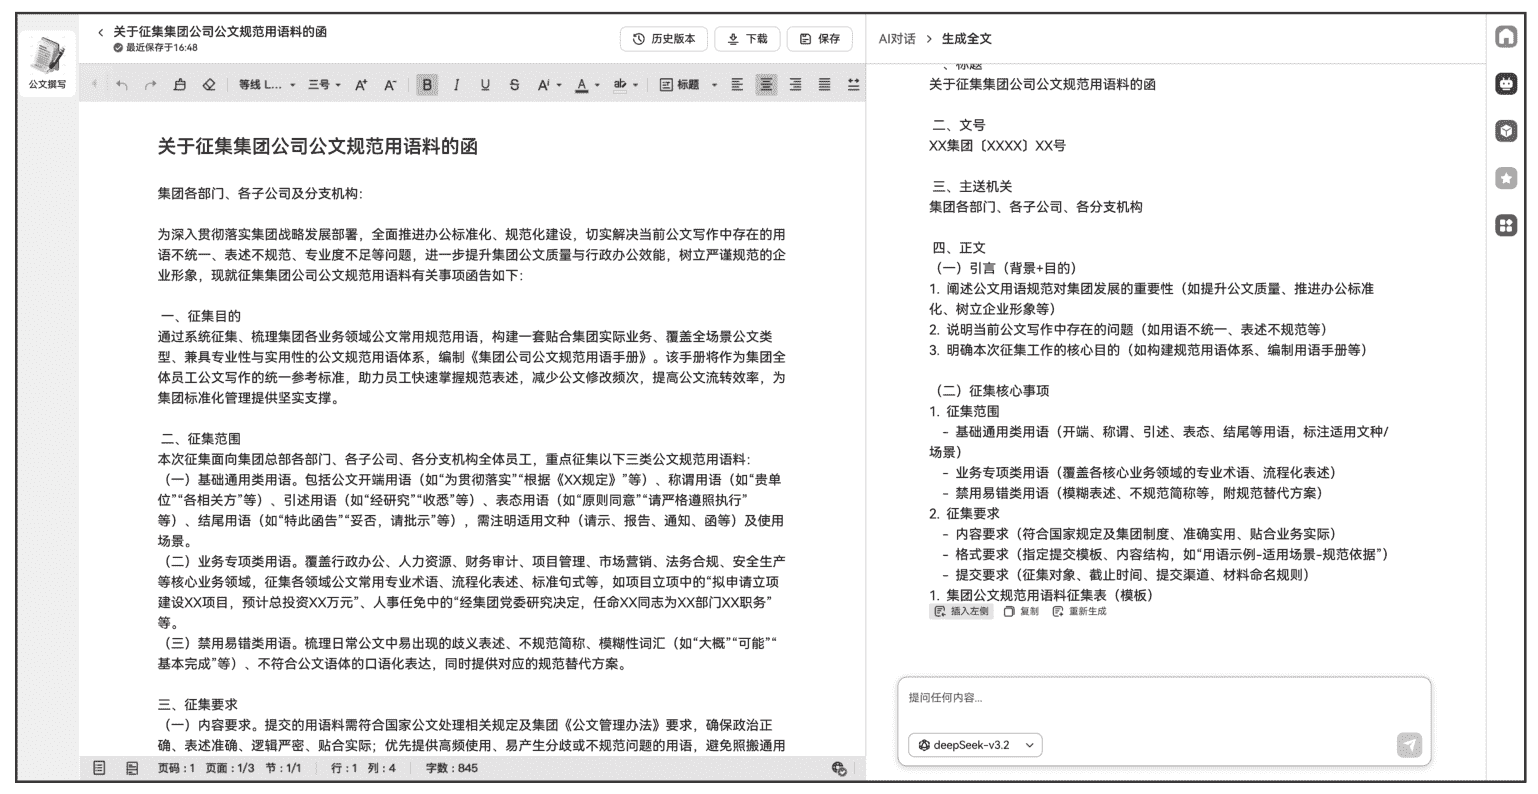 公文撰写
关于征集集团公司公文规范用语料的函
最近保存于16:48
历史版本
下载
保存
等线 L...
三号
A⁺
A⁻
B
I
U
S
A
A
ab
标题
关于征集集团公司公文规范用语料的函
集团各部门、各子公司及分支机构：
为深入贯彻落实集团战略发展部署，全面推进办公标准化、规范化建设，切实解决当前公文写作中存在的用
语不统一、表述不规范、专业度不足等问题，进一步提升集团公文质量与行政办公效能，树立严谨规范的企
业形象，现就征集集团公司公文规范用语料有关事项函告如下：
一、征集目的
通过系统征集、梳理集团各业务领域公文常用规范用语，构建一套贴合集团实际业务、覆盖全场景公文类
型、兼具专业性与实用性的公文规范用语体系，编制《集团公司公文规范用语手册》。该手册将作为集团全
体员工公文写作的统一参考标准，助力员工快速掌握规范表述，减少公文修改频次，提高公文流转效率，为
集团标准化管理提供坚实支撑。
二、征集范围
本次征集面向集团总部各部门、各子公司、各分支机构全体员工，重点征集以下三类公文规范用语料：
（一）基础通用类用语。包括公文开端用语（如“为贯彻落实”“根据《XX规定》”等）、称谓用语（如“贵单
位”“各相关方”等）、引述用语（如“经研究”“收悉”等）、表态用语（如“原则同意”“请严格遵照执行”
等）、结尾用语（如“特此函告”“妥否，请批示”等），需注明适用文种（请示、报告、通知、函等）及使用
场景。
（二）业务专项类用语。覆盖行政办公、人力资源、财务审计、项目管理、市场营销、法务合规、安全生产
等核心业务领域，征集各领域公文常用专业术语、流程化表述、标准句式等，如项目立项中的“拟申请立项
建设XX项目，预计总投资XX万元”、人事任免中的“经集团党委研究决定，任命XX同志为XX部门XX职务”
等。
（三）禁用易错类用语。梳理日常公文中易出现的歧义表述、不规范简称、模糊性词汇（如“大概”“可能”“
基本完成”等）、不符合公文语体的口语化表达，同时提供对应的规范替代方案。
三、征集要求
（一）内容要求。提交的用语料需符合国家公文处理相关规定及集团《公文管理办法》要求，确保政治正
确、表述准确、逻辑严密、贴合实际；优先提供高频使用、易产生分歧或不规范问题的用语，避免照搬通用
页码：1 页面：1/3 节：1/1 行：1 列：4 字数：845
AI对话 > 生成全文
一、标题
关于征集集团公司公文规范用语料的函
二、文号
XX集团〔XXXX〕XX号
三、主送机关
集团各部门、各子公司、各分支机构
四、正文
（一）引言（背景+目的）
1. 阐述公文用语规范对集团发展的重要性（如提升公文质量、推进办公标准
化、树立企业形象等）
2. 说明当前公文写作中存在的问题（如用语不统一、表述不规范等）
3. 明确本次征集工作的核心目的（如构建规范用语体系、编制用语手册等）
（二）征集核心事项
1. 征集范围
- 基础通用类用语（开端、称谓、引述、表态、结尾等用语，标注适用文种/
场景）
- 业务专项类用语（覆盖各核心业务领域的专业术语、流程化表述）
- 禁用易错类用语（模糊表述、不规范简称等，附规范替代方案）
2. 征集要求
- 内容要求（符合国家规定及集团制度、准确实用、贴合业务实际）
- 格式要求（指定提交模板、内容结构，如“用语示例-适用场景-规范依据”）
- 提交要求（征集对象、截止时间、提交渠道、材料命名规则）
1. 集团公文规范用语料征集表（模板）
插入左侧 复制 重新生成
提问任何内容...
deepSeek-v3.2